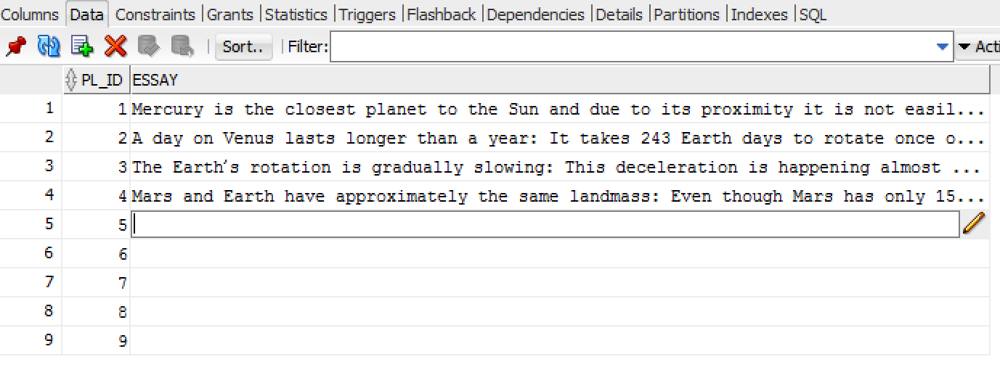 Columns Data Constraints Grants Statistics Triggers Flashback Dependencies Details Partitions Indexes SQL
Sort.. Filter: Acti
PL_ID ESSAY
1 1 Mercury is the closest planet to the Sun and due to its proximity it is not easil...
2 2 A day on Venus lasts longer than a year: It takes 243 Earth days to rotate once o...
3 3 The Earth's rotation is gradually slowing: This deceleration is happening almost ...
4 4 Mars and Earth have approximately the same landmass: Even though Mars has only 15...
5 5
6 6
7 7
8 8
9 9